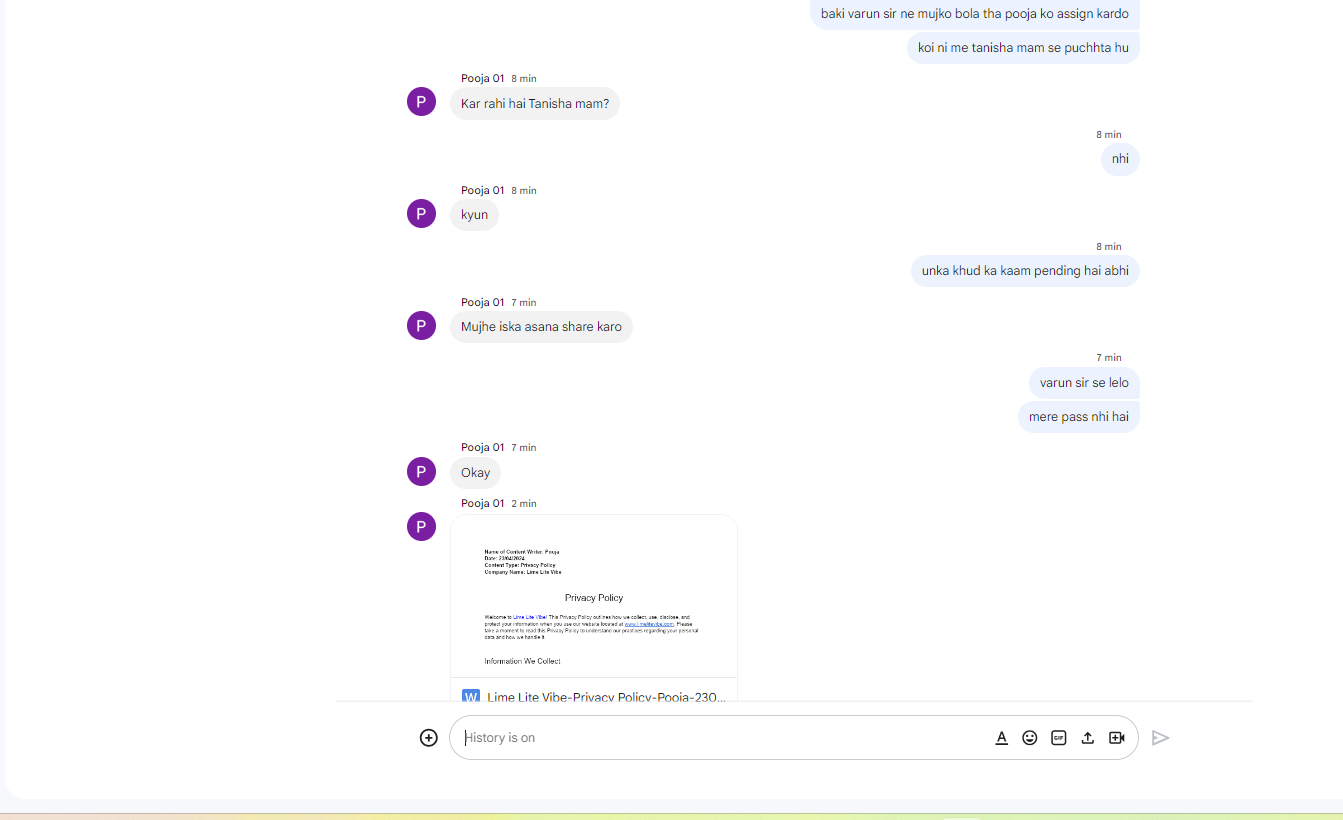 baki varun sir ne mujko bola tha pooja ko assign kardo
koi ni me tanisha mam se puchhta hu
Pooja 01 8 min
P
Kar rahi hai Tanisha mam?
8 min
nhi
Pooja 01 8 min
P
kyun
8 min
unka khud ka kaam pending hai abhi
Pooja 01 7 min
P
Mujhe iska asana share karo
7 min
varun sir se lelo
mere pass nhi hai
Pooja 01 7 min
P
Okay
Pooja 01 2 min
P
Name of Content Writer: Pooja
Date: 23/04/2024
Content Type: Privacy Policy
Company Name: Lime Lite Vibe
Privacy Policy
Welcome to Lime Lite Vibe! This Privacy Policy outlines how we collect, use, disclose, and
protect your information when you use our website located at www.limelitevibe.com. Please
take a moment to read this Privacy Policy to understand our practices regarding your personal
data and how we handle it.
Information We Collect
W Lime Lite Vibe-Privacy Policy-Pooja-230...
History is on
A
GIF